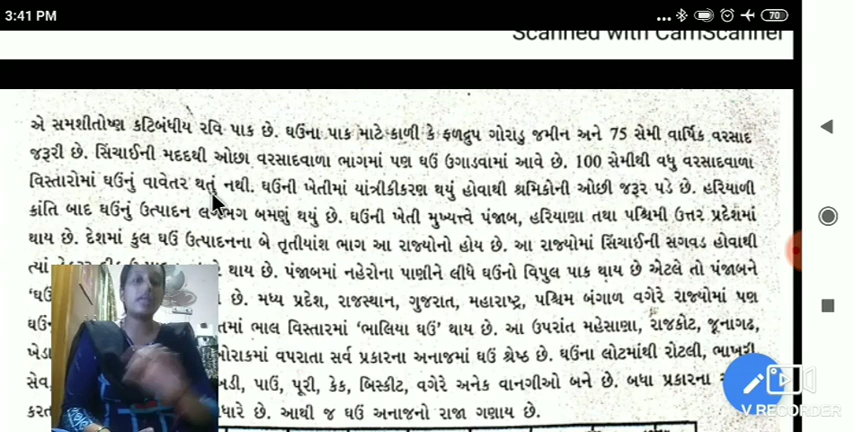 3:41 PM
70
Scanned with CamScanner
એ સમશીતોષ્ણ કટિબંધીય રવિ પાક છે. ઘઉંના પાક માટે કાળી કે ફળદ્રુપ ગોરાડુ જમીન અને 75 સેમી વાર્ષિક વરસાદ
જરૂરી છે. સિંચાઈની મદદથી ઓછા વરસાદવાળા ભાગમાં પણ ઘઉં ઉગાડવામાં આવે છે. 100 સેમીથી વધુ વરસાદવાળા
વિસ્તારોમાં ઘઉંનું વાવેતર થતું નથી. ઘઉંની ખેતીમાં યાંત્રીકીકરણ થયું હોવાથી શ્રમિકોની ઓછી જરૂર પડે છે. હરિયાળી
ક્રાંતિ બાદ ઘઉંનું ઉત્પાદન લગભગ બમણું થયું છે. ઘઉંની ખેતી મુખ્યત્ત્વે પંજાબ, હરિયાણા તથા પશ્ચિમી ઉત્તર પ્રદેશમાં
થાય છે. દેશમાં કુલ ઘઉં ઉત્પાદનના બે તૃતીયાંશ ભાગ આ રાજ્યોનો હોય છે. આ રાજ્યોમાં સિંચાઈની સગવડ હોવાથી
ત્યાં થાય છે. પંજાબમાં નહેરોના પાણીને લીધે ઘઉંનો વિપુલ પાક થાય છે એટલે તો પંજાબને
‘ઘઉં છે. મધ્ય પ્રદેશ, રાજસ્થાન, ગુજરાત, મહારાષ્ટ્ર, પશ્ચિમ બંગાળ વગેરે રાજ્યોમાં પણ
ભાલ વિસ્તારમાં ‘ભાલિયા ઘઉં’ થાય છે. આ ઉપરાંત મહેસાણા, રાજકોટ, જૂનાગઢ,
ખેડા વપરાતા સર્વ પ્રકારના અનાજમાં ઘઉં શ્રેષ્ઠ છે. ઘઉંના લોટમાંથી રોટલી, ભાખરી
સેવ, પાઉં, પૂરી, કેક, બિસ્કીટ, વગેરે અનેક વાનગીઓ બને છે. બધા પ્રકારના
કરતાં છે. આથી જ ઘઉં અનાજનો રાજા ગણાય છે.
V RECORDER